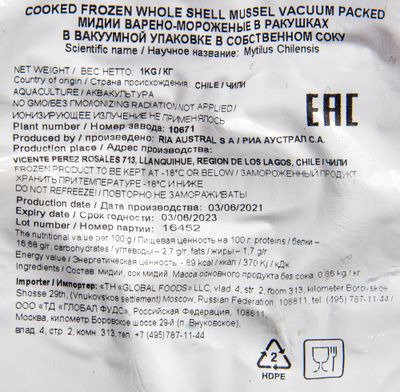 COOKED FROZEN WHOLE SHELL MUSSEL VACUUM PACKED
МИДИИ ВАРЕНО-МОРОЖЕНЫЕ В РАКУШКАХ
В ВАКУУМНОЙ УПАКОВКЕ В СОБСТВЕННОМ СОКУ
Scientific name / Научное название: Mytilus Chilensis
NET WEIGHT / ВЕС НЕТТО: 1KG/КГ
Country of origin / Страна происхождения: CHILE/ЧИЛИ
AQUACULTURE / АКВАКУЛЬТУРА
NO GMO/БЕЗ ГМО/IONIZING RADIATION/NOT APPLIED/
ИОНИЗИРУЮЩЕЕ ИЗЛУЧЕНИЕ НЕ ПРИМЕНЯЛОСЬ
Plant number / Номер завода: 10671
Produced by / произведено: RIA AUSTRAL S A / РИА АУСТРАЛ С.А.
Production place / Адрес производства:
VICENTE PEREZ ROSALES 713, LLANQUIHUE, REGION DE LOS LAGOS, CHILE/ЧИЛИ
FROZEN PRODUCT TO BE KEPT AT -18°C OR BELOW/ЗАМОРОЖЕННЫЙ ПРОДУКТ
ХРАНИТЬ ПРИ ТЕМПЕРАТУРЕ -18°С И НИЖЕ
DO NOT REFREEZE/ПОВТОРНО НЕ ЗАМОРАЖИВАТЬ
Production date / Дата производства: 03/06/2021
Expiry date / Срок годности: 03/06/2023
Lot number / Номер партии: 16452
The nutritional value per 100 g / Пищевая ценность на 100 г: proteins / белки –
16,68 g/г, carbohydrates / углеводы – 2,7 g/г, fats / жиры – 1,7 g/г.
Energy value / Энергетическая ценность – 89 kcal/ккал / 370 Kj / кДж
Ingredients / Состав: мидии, сок мидий. Масса основного продукта без сока: 0,86 кг / kg
Importer / Импортер: «TH «GLOBAL FOODS» LLC, vlad. 4, str. 2, room 313, kilometer Borovskoe
Shosse 29th, (Vnukovskoe settlement) Moscow, Russian Federation, 108811, tel. (495) 787-11-44/
ООО «ТД «ГЛОБАЛ ФУДС», Российская Федерация, 108811,
Москва, километр Боровское шоссе 29-й (п.Внуковское),
влад. 4, стр. 2, комн. 313, тел. +7 (495)787-11-44
EAC
2
HDPE